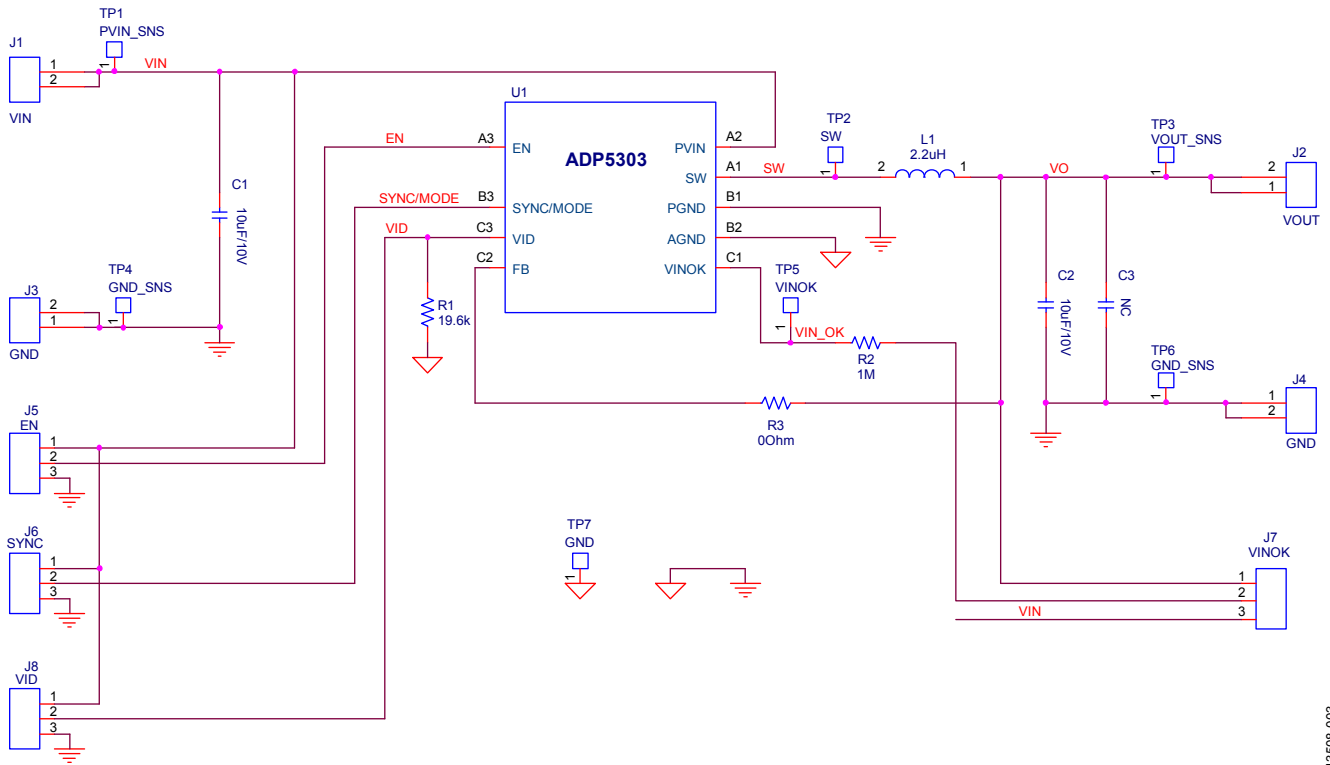 J1
1
2
VIN
TP1
PVIN_SNS
1
VIN
C1
10uF/10V
J3
2
1
GND
TP4
GND_SNS
1
U1
ADP5303
EN
A3
EN
SYNC/MODE
B3
SYNC/MODE
VID
C3
VID
C2
FB
A2
PVIN
A1
SW
B1
PGND
B2
AGND
C1
VINOK
SW
TP2
SW
1
L1
2.2uH
2
1
VO
TP3
VOUT_SNS
1
J2
2
1
VOUT
R1
19.6k
TP5
VINOK
1
VIN_OK
R2
1M
R3
0Ohm
C2
10uF/10V
C3
NC
TP6
GND_SNS
1
J4
1
2
GND
J5
EN
1
2
3
J6
SYNC
1
2
3
J8
VID
1
2
3
TP7
GND
1
J7
VINOK
1
2
3
VIN